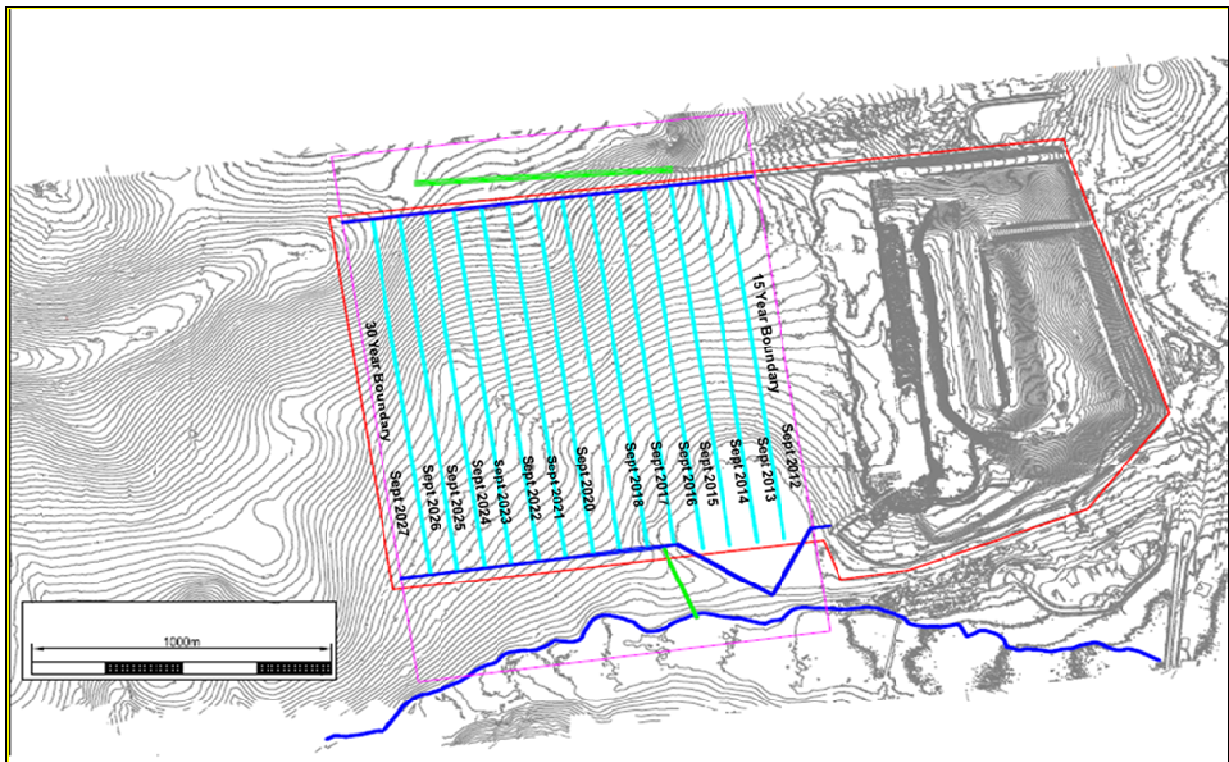 30 Year Boundary
15 Year Boundary
Sept 2027
Sept 2026
Sept 2025
Sept 2024
Sept 2023
Sept 2022
Sept 2021
Sept 2020
Sept 2018
Sept 2017
Sept 2016
Sept 2015
Sept 2014
Sept 2013
Sept 2012
1000m